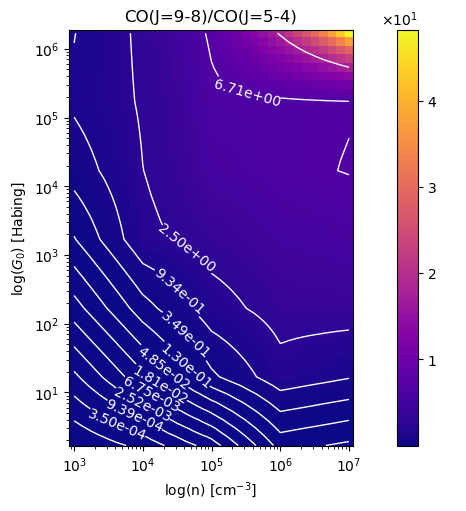 CO(J=9-8)/CO(J=5-4)
×10¹
10⁶
10⁵
10⁴
10³
10²
10¹
log(G₀) [Habing]
6.71e+00
2.50e+00
9.34e-01
3.49e-01
1.30e-01
4.85e-02
1.81e-02
6.75e-03
2.52e-03
9.39e-04
3.50e-04
10³
10⁴
10⁵
10⁶
10⁷
log(n) [cm⁻³]
4
3
2
1